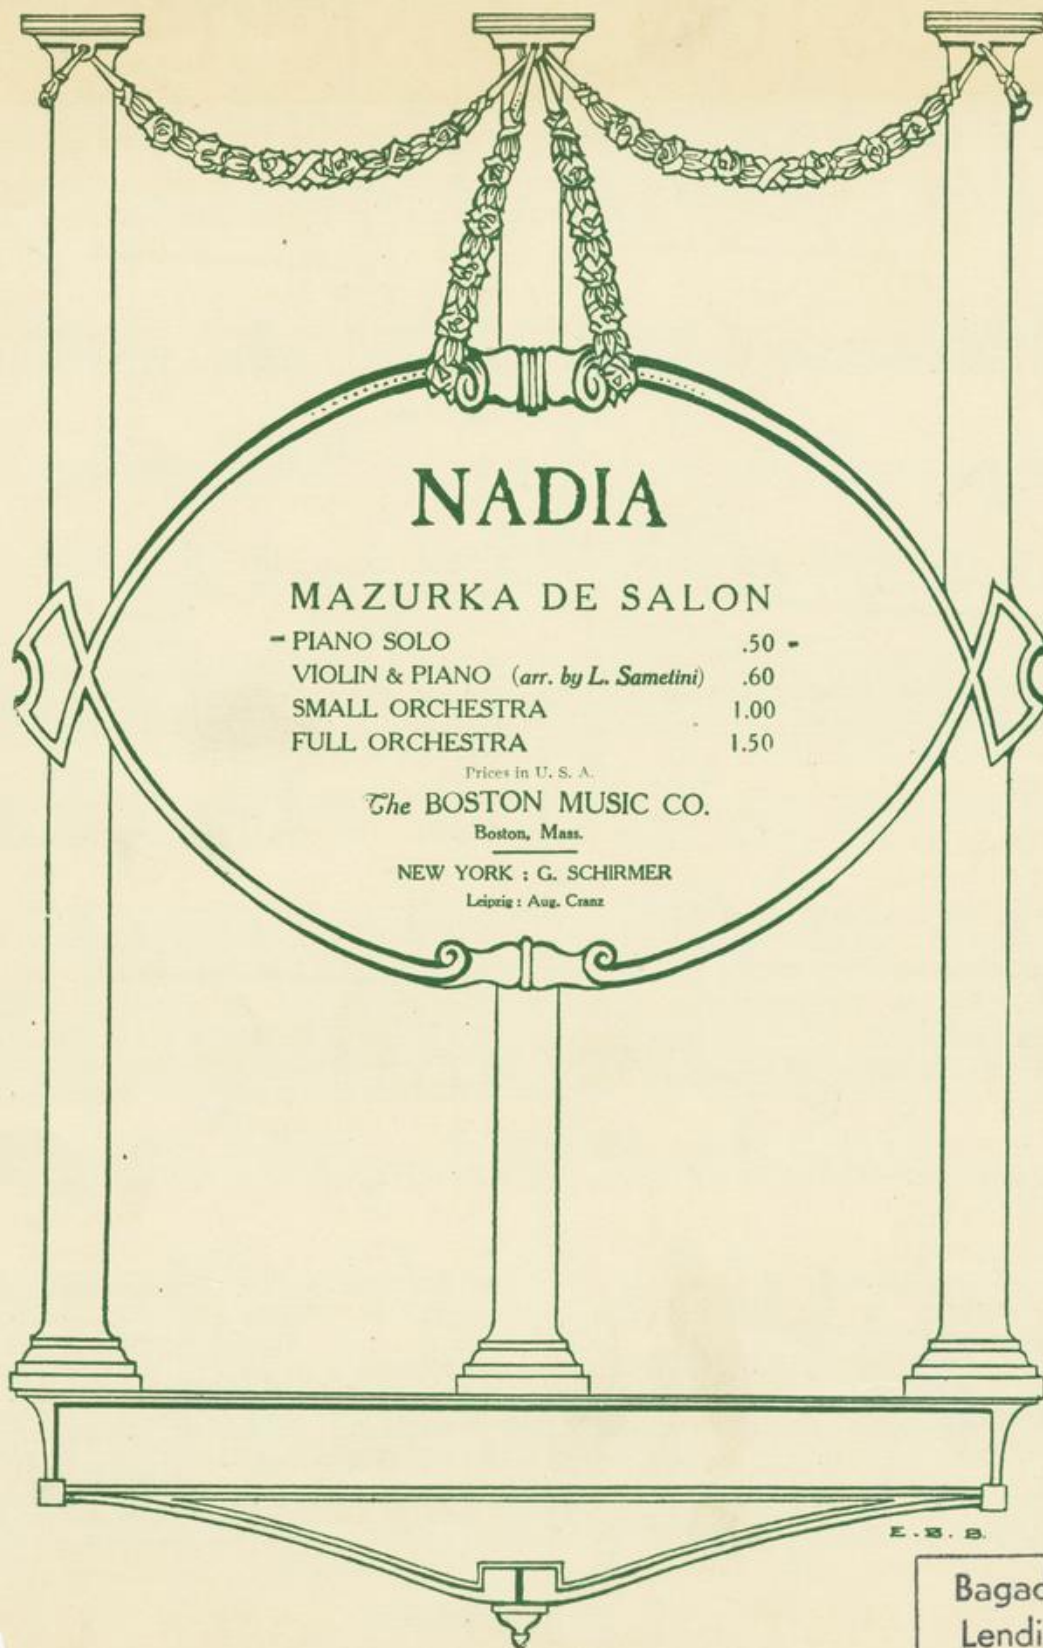 NADIA
MAZURKA DE SALON
- PIANO SOLO .50 -
VIOLIN & PIANO (arr. by L. Sametini) .60
SMALL ORCHESTRA 1.00
FULL ORCHESTRA 1.50
Prices in U. S. A.
The BOSTON MUSIC CO.
Boston, Mass.
NEW YORK : G. SCHIRMER
Leipzig : Aug. Cranz
E. B. B.